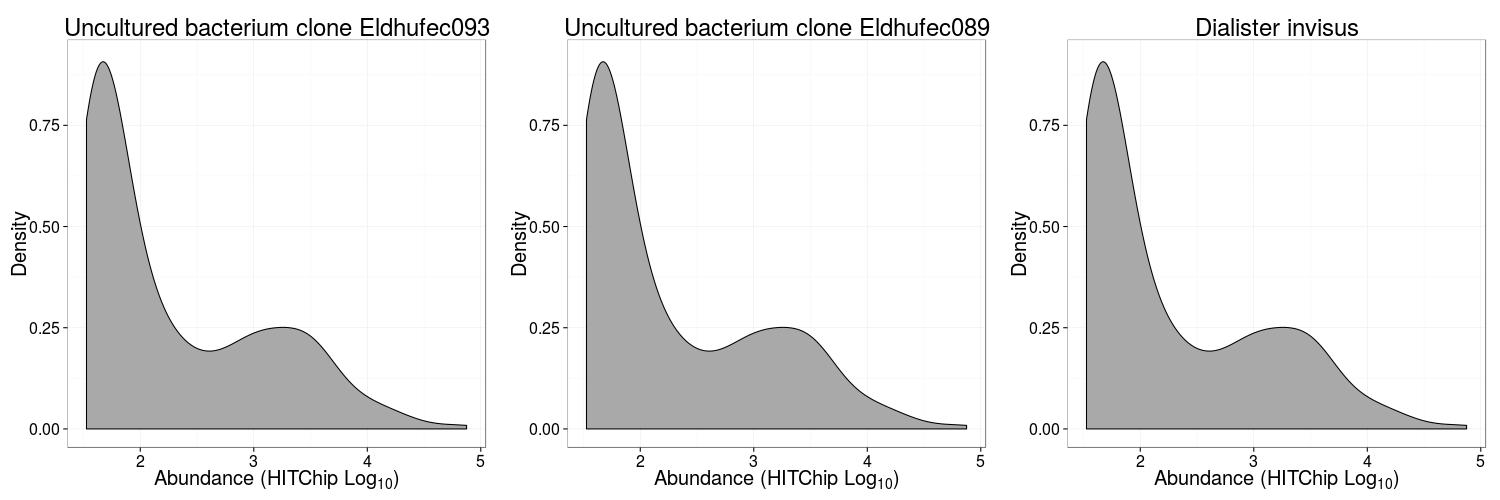 Uncultured bacterium clone Eldhufec093
Density
0.75
0.50
0.25
0.00
2 3 4 5
Abundance (HITChip Log₁₀)
Uncultured bacterium clone Eldhufec089
Density
0.75
0.50
0.25
0.00
2 3 4 5
Abundance (HITChip Log₁₀)
Dialister invisus
Density
0.75
0.50
0.25
0.00
2 3 4 5
Abundance (HITChip Log₁₀)